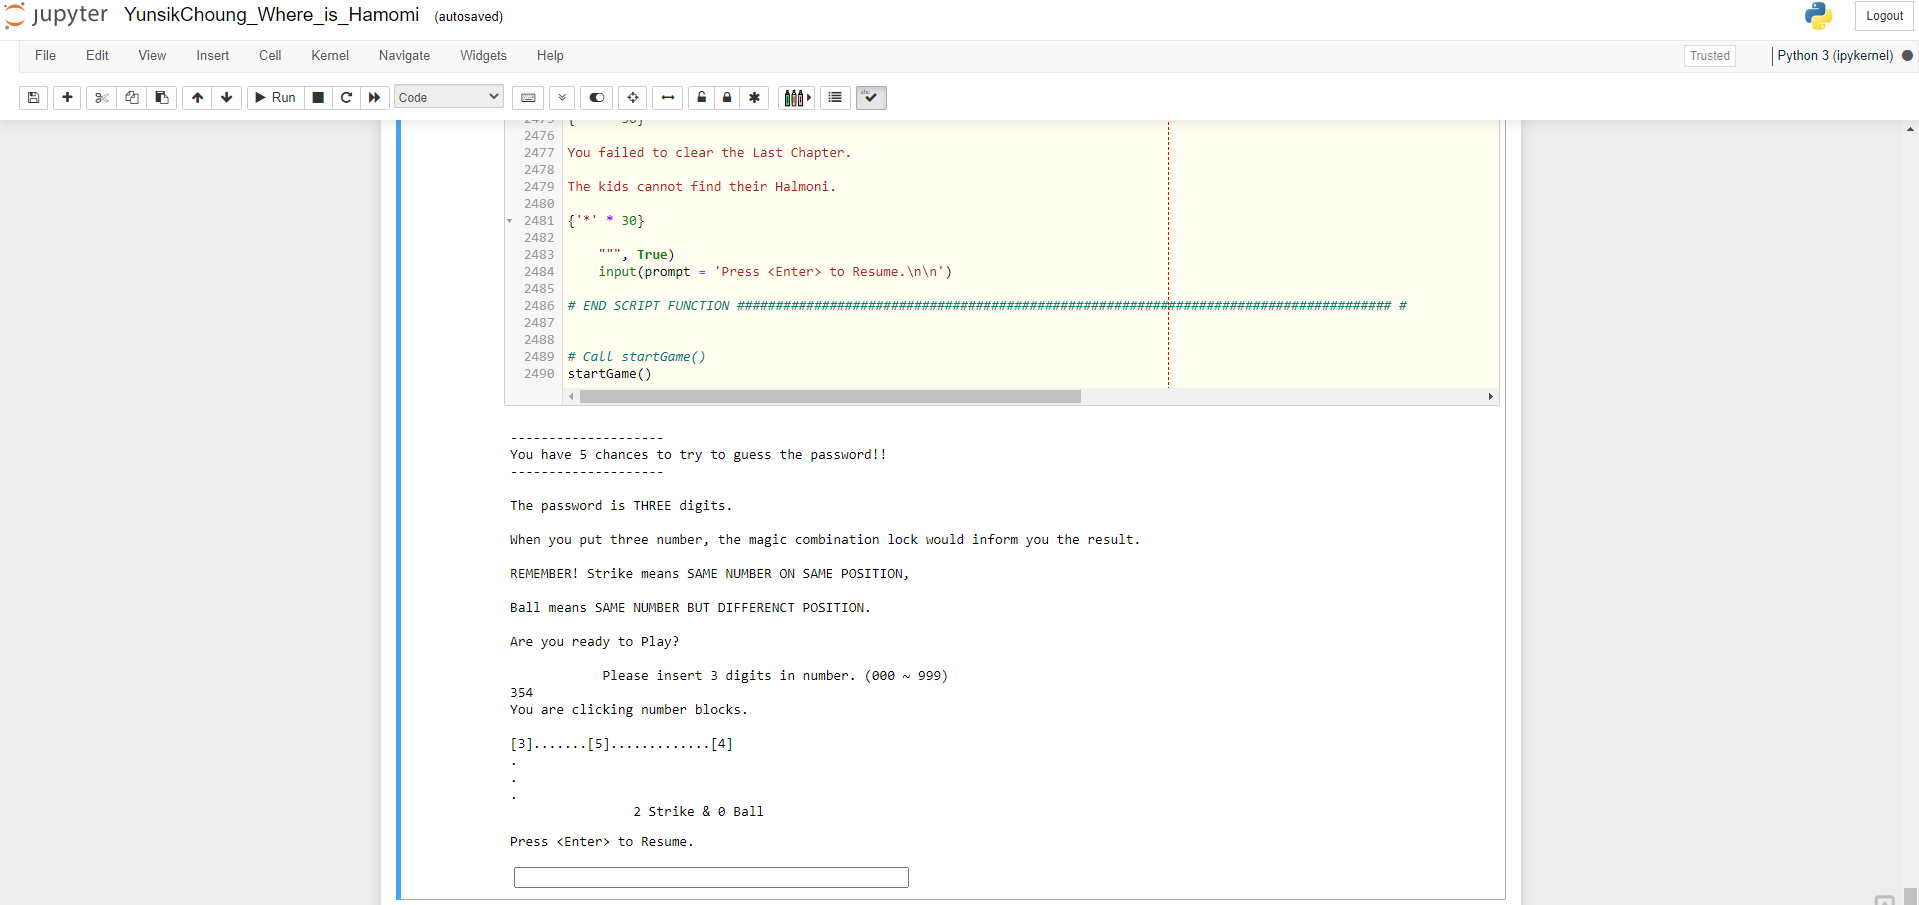 jupyter YunsikChoung_Where_is_Hamomi (autosaved) Logout
File Edit View Insert Cell Kernel Navigate Widgets Help Trusted Python 3 (ipykernel)
Run Code
2476
2477 You failed to clear the Last Chapter.
2478
2479 The kids cannot find their Halmoni.
2480
2481 {'*' * 30}
2482
2483 """, True)
2484 input(prompt = 'Press <Enter> to Resume.\n\n')
2485
2486 # END SCRIPT FUNCTION ##################################################################################### #
2487
2488
2489 # Call startGame()
2490 startGame()
--------------------
You have 5 chances to try to guess the password!!
--------------------
The password is THREE digits.
When you put three number, the magic combination lock would inform you the result.
REMEMBER! Strike means SAME NUMBER ON SAME POSITION,
Ball means SAME NUMBER BUT DIFFERENCT POSITION.
Are you ready to Play?
Please insert 3 digits in number. (000 ~ 999)
354
You are clicking number blocks.
[3].......[5].............[4]
.
.
.
2 Strike & 0 Ball
Press <Enter> to Resume.